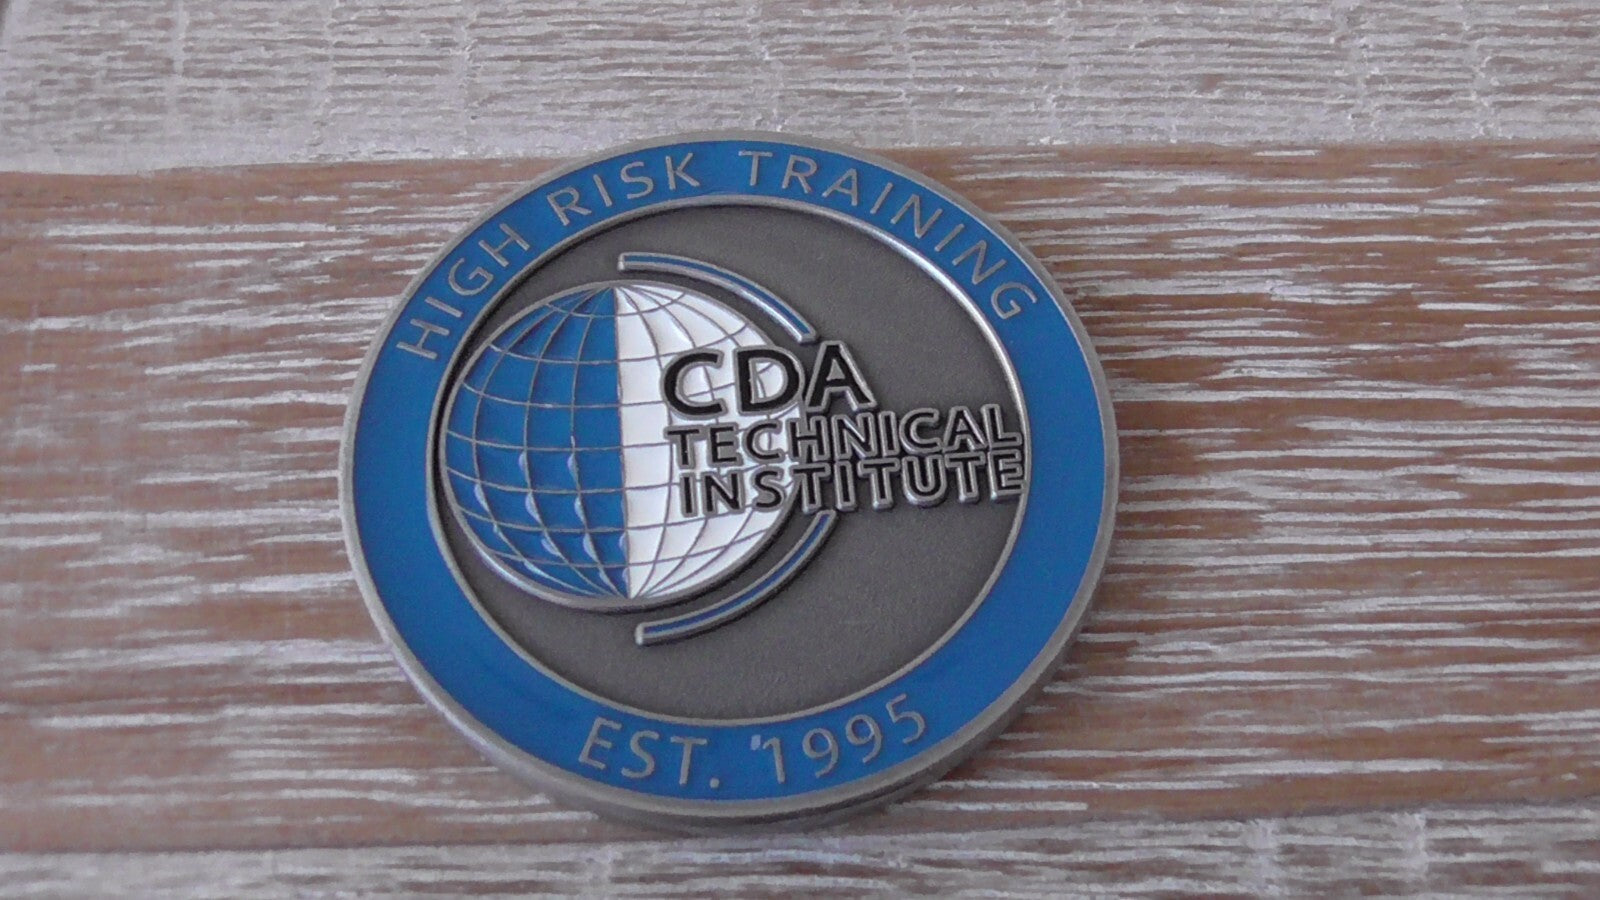 HIGH RISK TRAINING
CDA
TECHNICAL
INSTITUTE
EST. 1995